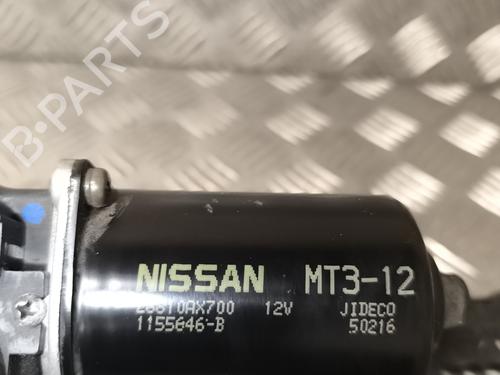 B-PARTS
NISSAN MT3-12
28810AX700 12V JIDECO
1155646-B 50216